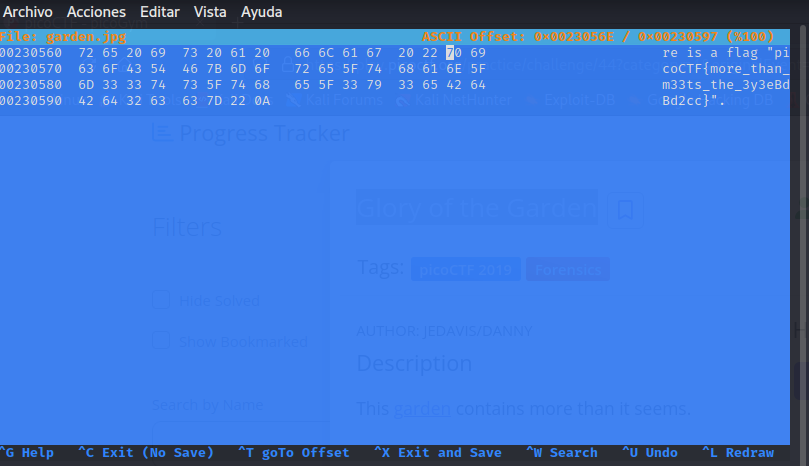 Archivo Acciones Editar Vista Ayuda
File: garden.jpg ASCII Offset: 0x0023056E / 0x00230597 (%100)
00230560 72 65 20 69 73 20 61 20 66 6C 61 67 20 22 70 69 re is a flag "pi
00230570 63 6F 43 54 46 7B 6D 6F 72 65 5F 74 68 61 6E 5F coCTF{more_than_
00230580 6D 33 33 74 73 5F 74 68 65 5F 33 79 33 65 42 64 m33ts_the_3y3eBd
00230590 42 64 32 63 63 7D 22 0A Bd2cc}".
Kali Forums Kali NetHunter Exploit-DB
Progress Tracker
Glory of the Garden
Filters
Tags: picoCTF 2019 Forensics
Hide Solved
AUTHOR: JEDAVIS/DANNY
Show Bookmarked
Description
Search by Name
This garden contains more than it seems.
^G Help ^C Exit (No Save) ^T goTo Offset ^X Exit and Save ^W Search ^U Undo ^L Redraw